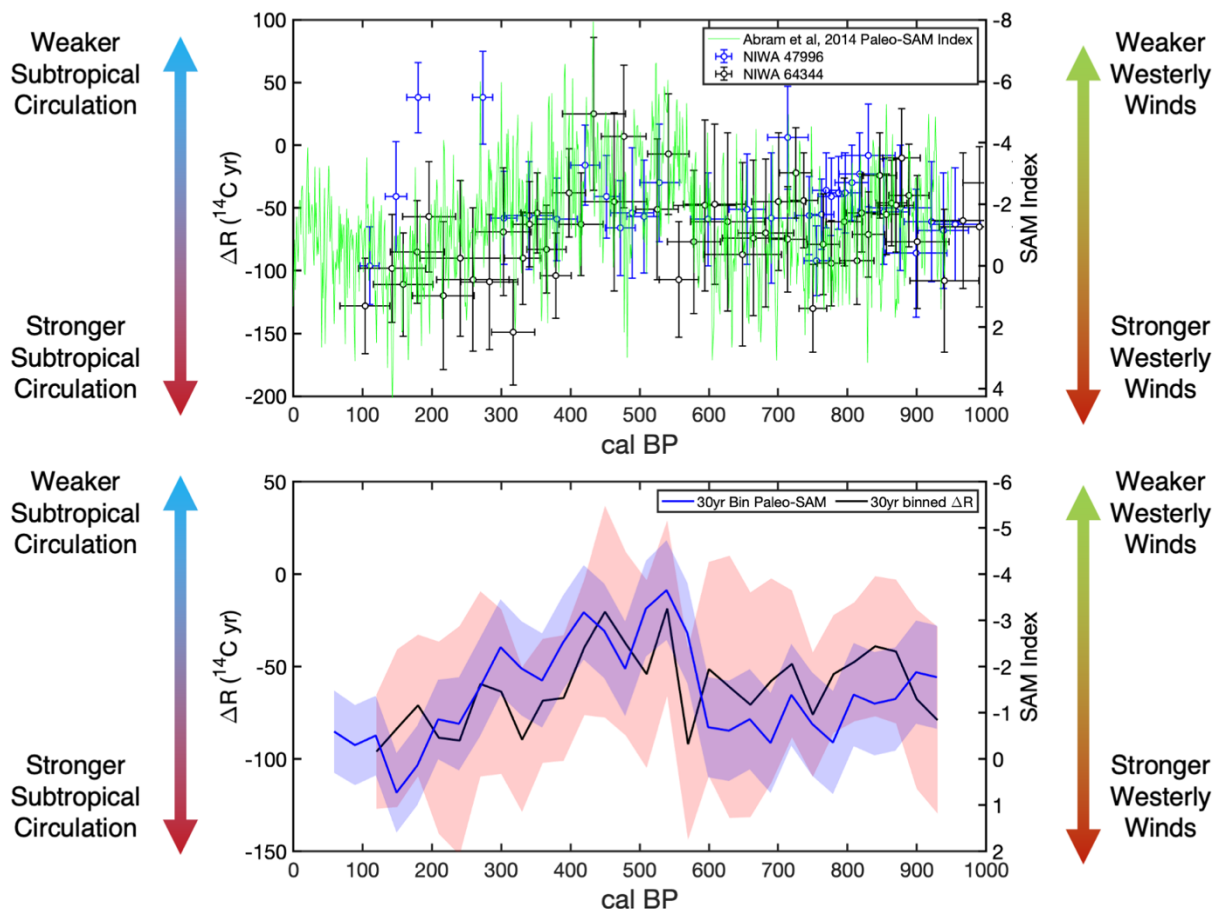 Weaker
Subtropical
Circulation
Stronger
Subtropical
Circulation
100
50
0
-50
-100
-150
-200
ΔR (¹⁴C yr)
Abram et al, 2014 Paleo-SAM Index
NIWA 47996
NIWA 64344
-8
-6
-4
-2
0
2
4
SAM Index
0 100 200 300 400 500 600 700 800 900 1000
cal BP
Weaker
Westerly
Winds
Stronger
Westerly
Winds
Weaker
Subtropical
Circulation
Stronger
Subtropical
Circulation
50
0
-50
-100
-150
ΔR (¹⁴C yr)
30yr Bin Paleo-SAM 30yr binned ΔR
-6
-5
-4
-3
-2
-1
0
1
2
SAM Index
0 100 200 300 400 500 600 700 800 900 1000
cal BP
Weaker
Westerly
Winds
Stronger
Westerly
Winds